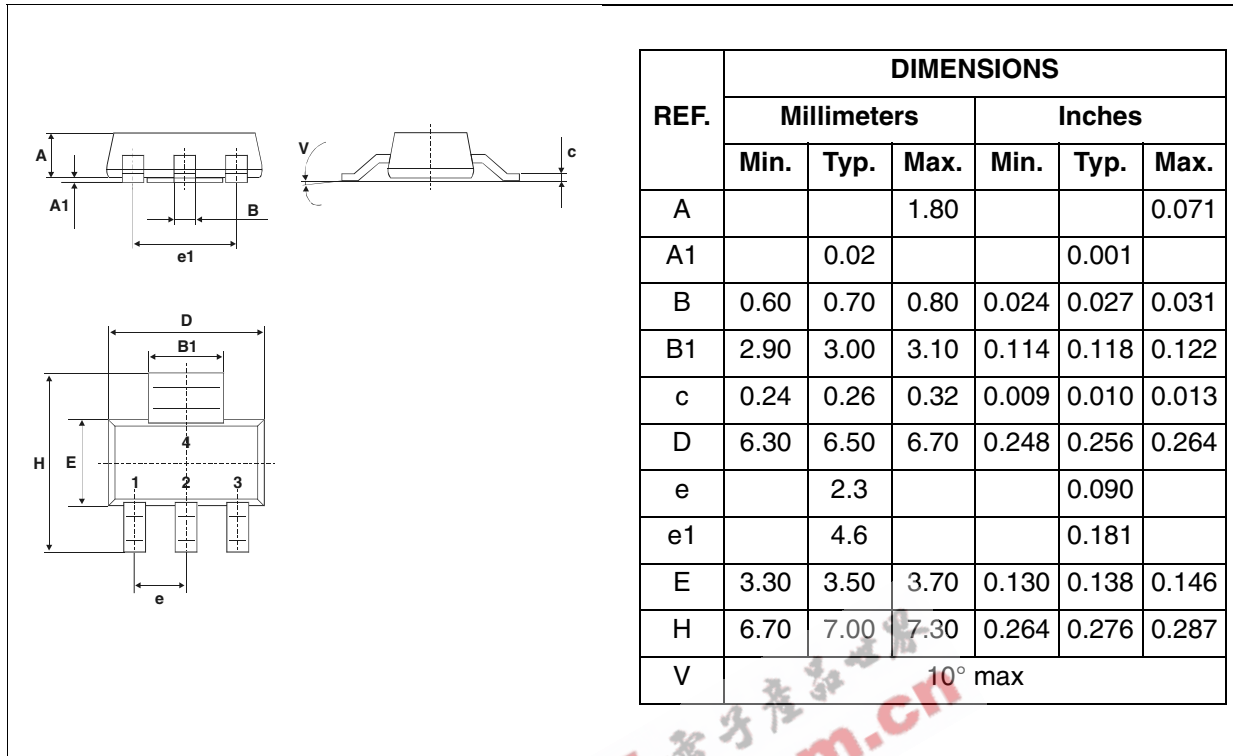 A
A1
B
e1
V
c
D
B1
H
E
4
1 2 3
e
DIMENSIONS
REF. Millimeters Inches
Min. Typ. Max. Min. Typ. Max.
A 1.80 0.071
A1 0.02 0.001
B 0.60 0.70 0.80 0.024 0.027 0.031
B1 2.90 3.00 3.10 0.114 0.118 0.122
c 0.24 0.26 0.32 0.009 0.010 0.013
D 6.30 6.50 6.70 0.248 0.256 0.264
e 2.3 0.090
e1 4.6 0.181
E 3.30 3.50 3.70 0.130 0.138 0.146
H 6.70 7.00 7.30 0.264 0.276 0.287
V 10° max
子產品世界
m.cn